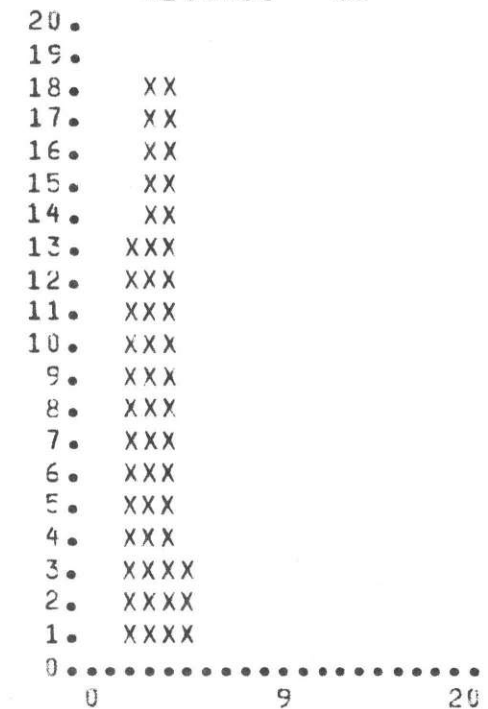 20.
19.
18. XX
17. XX
16. XX
15. XX
14. XX
13. XXX
12. XXX
11. XXX
10. XXX
9. XXX
8. XXX
7. XXX
6. XXX
5. XXX
4. XXX
3. XXXX
2. XXXX
1. XXXX
0......................
0 9 20